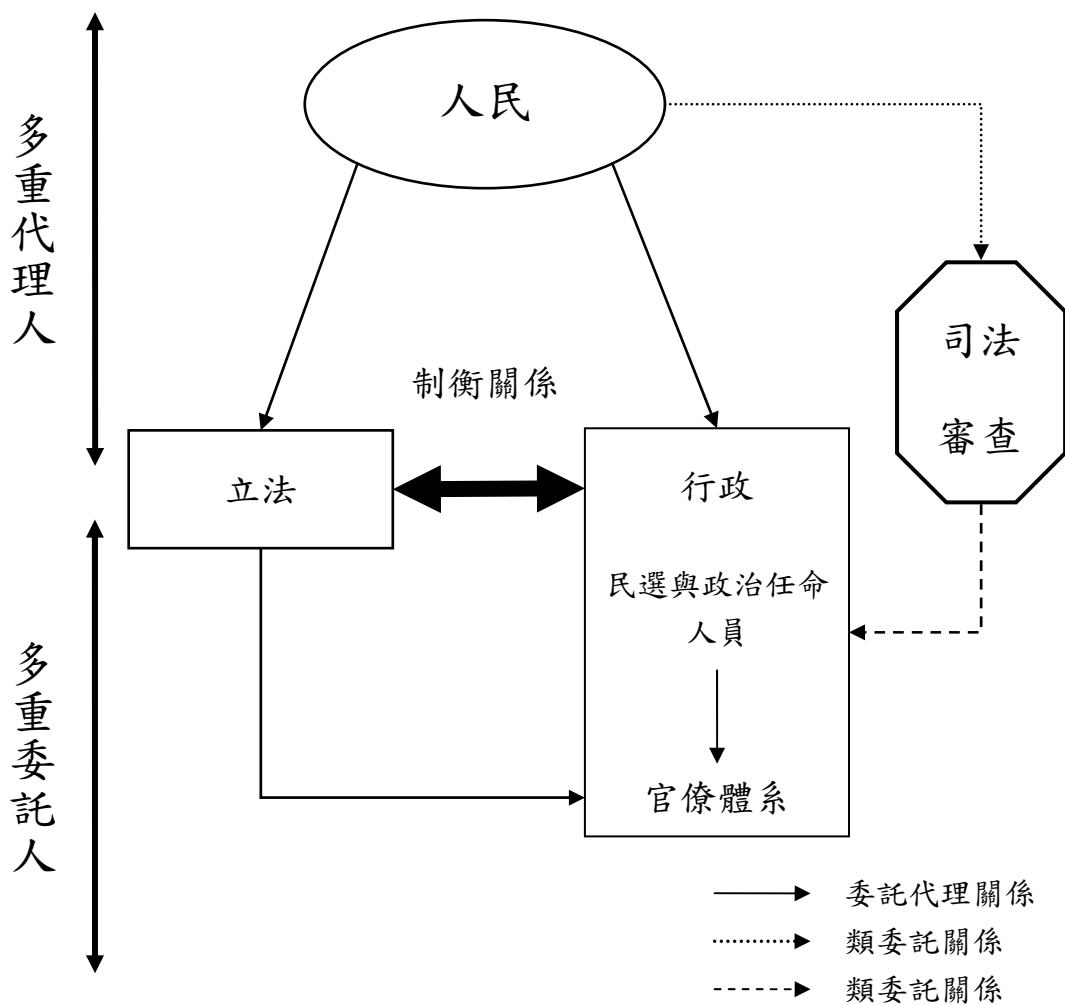 人民
多重代理人
司法
審查
制衡關係
立法
行政
民選與政治任命
人員
多重委託人
官僚體系
委託代理關係
類委託關係
類委託關係